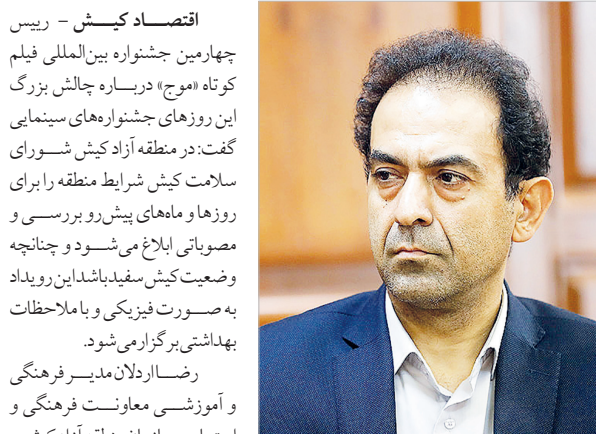 اقتصاد کیش - رییس
چهارمین جشنواره بین‌المللی فیلم
کوتاه «موج» درباره چالش بزرگ
این روزهای جشنواره‌های سینمایی
گفت: در منطقه آزاد کیش شورای
سلامت کیش شرایط منطقه را برای
روزها و ماه‌های پیش‌رو بررسی و
مصوباتی ابلاغ می‌شود و چنانچه
وضعیت کیش سفید باشد این رویداد
به صورت فیزیکی و با ملاحظات
بهداشتی برگزار می‌شود.
رضا اردلان مدیر فرهنگی
و آموزشی معاونت فرهنگی و